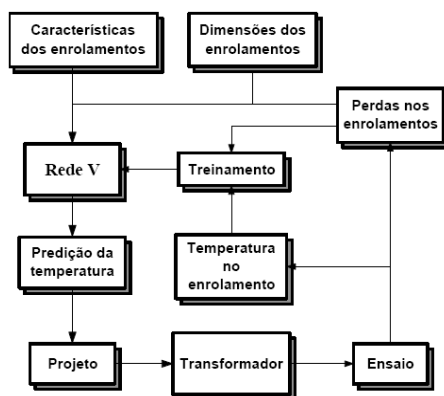 Características
dos enrolamentos
Dimensões dos
enrolamentos
Perdas nos
enrolamentos
Rede V
Treinamento
Predição da
temperatura
Temperatura
no
enrolamento
Projeto
Transformador
Ensaio